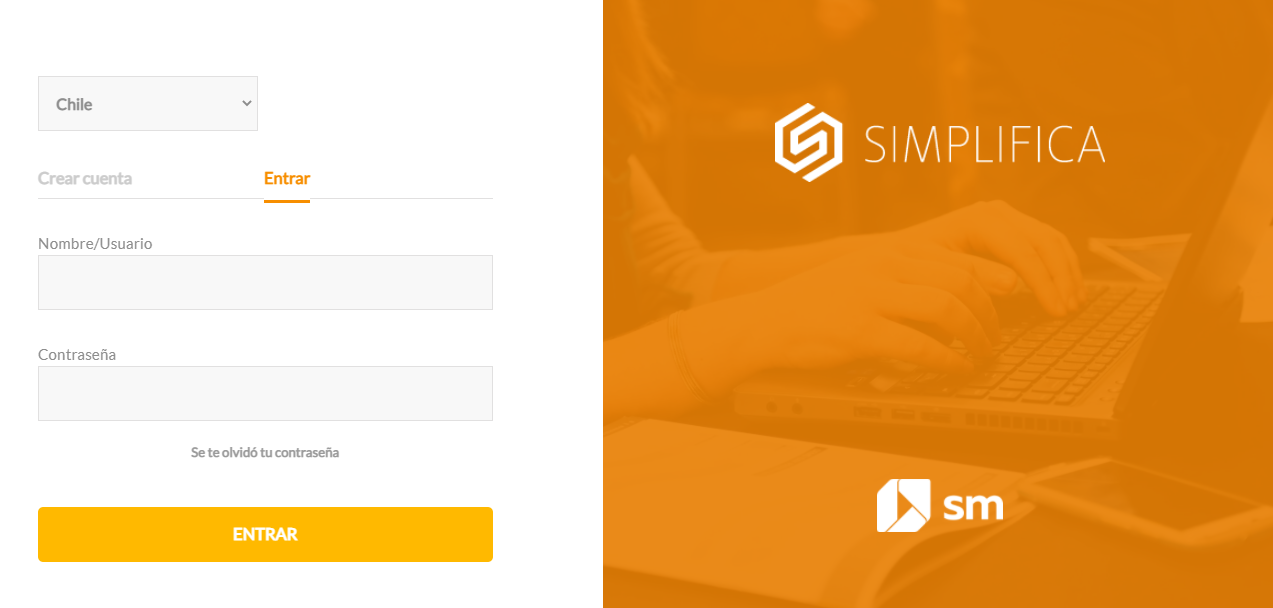 Chile
Crear cuenta
Entrar
Nombre/Usuario
Contraseña
Se te olvidó tu contraseña
ENTRAR
SIMPLIFICA
sm